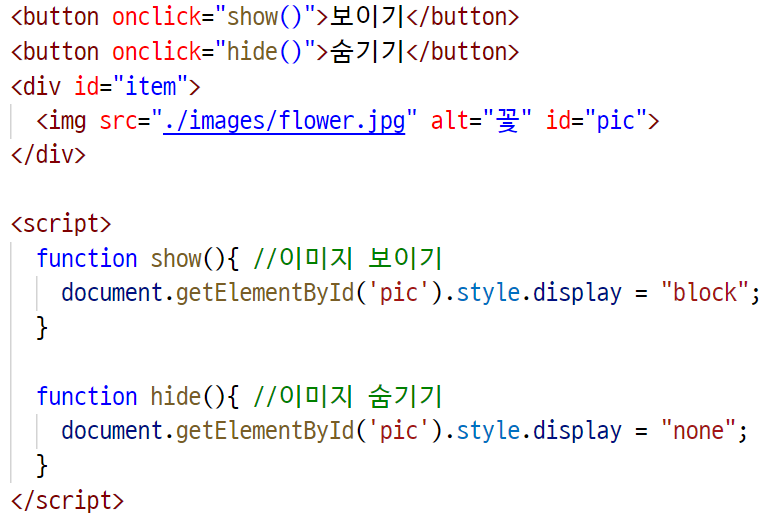 <button onclick="show()">보이기</button>
<button onclick="hide()">숨기기</button>
<div id="item">
  <img src="./images/flower.jpg" alt="꽃" id="pic">
</div>

<script>
  function show(){ //이미지 보이기
    document.getElementById('pic').style.display = "block";
  }

  function hide(){ //이미지 숨기기
    document.getElementById('pic').style.display = "none";
  }
</script>